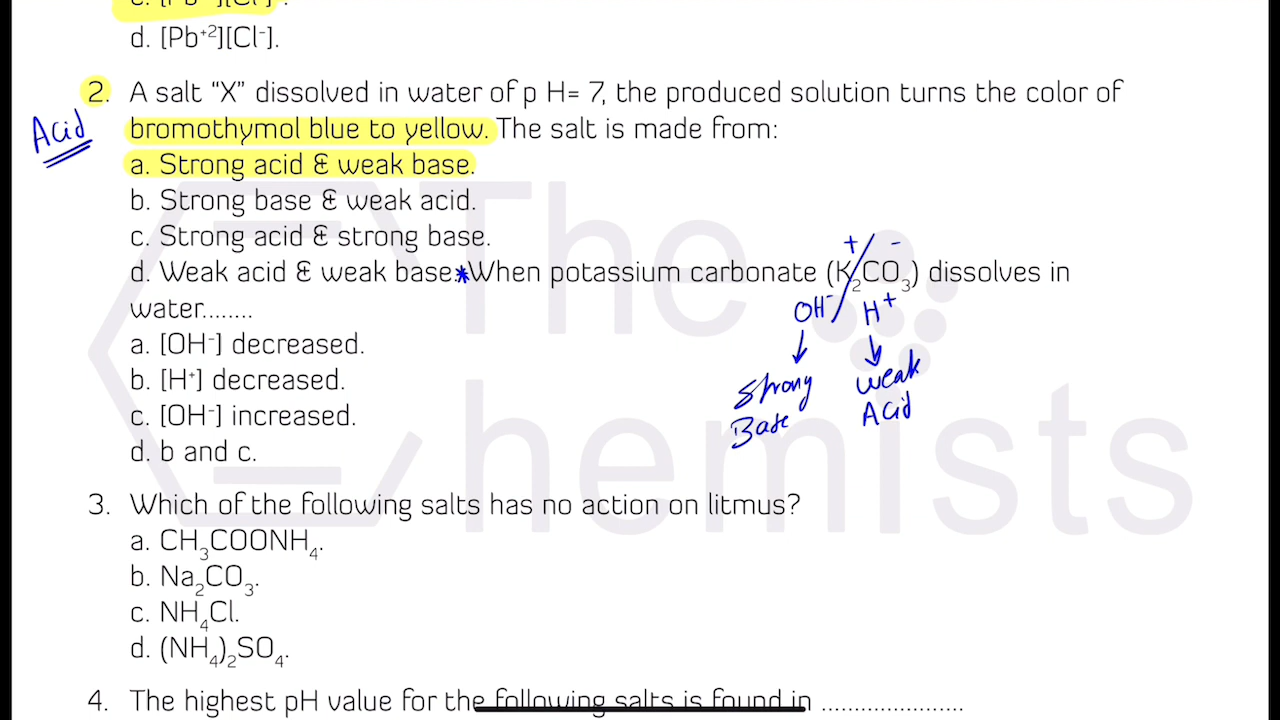 d. [Pb⁺²][Cl⁻].
2. A salt “X” dissolved in water of p H= 7, the produced solution turns the color of
Acid
bromothymol blue to yellow. The salt is made from:
a. Strong acid & weak base.
b. Strong base & weak acid.
c. Strong acid & strong base.
+ -
d. Weak acid & weak base.*When potassium carbonate (K₂CO₃) dissolves in
water........
OH⁻ H⁺
a. [OH⁻] decreased.
b. [H⁺] decreased.
Strong Base
weak Acid
c. [OH⁻] increased.
d. b and c.
3. Which of the following salts has no action on litmus?
a. CH₃COONH₄.
b. Na₂CO₃.
c. NH₄Cl.
d. (NH₄)₂SO₄.
4. The highest pH value for the following salts is found in ......................
The
Chemists